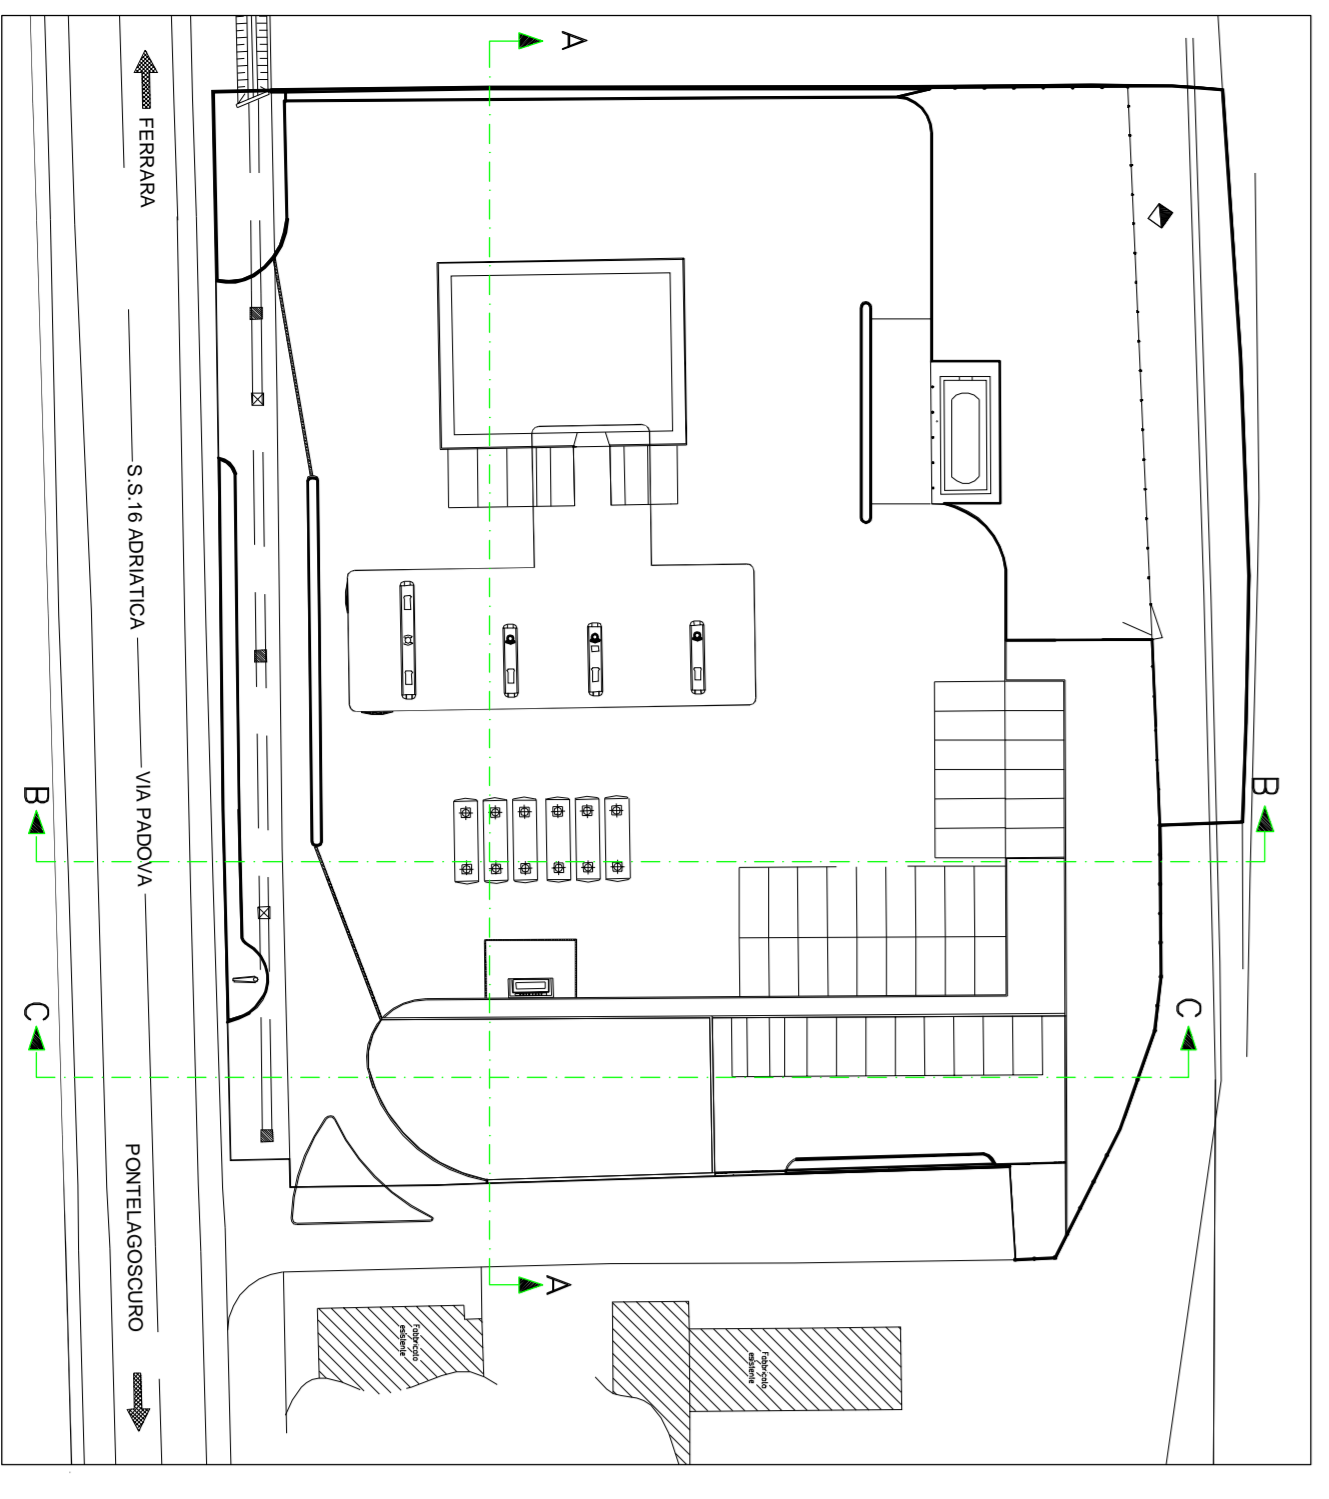 A
FERRARA
S.S.16 ADRIATICA
VIA PADOVA
B
B
C
C
PONTELAGOSCURO
A
Fabbricato
esistente
Fabbricato
esistente